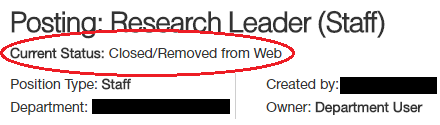 Posting: Research Leader (Staff)
Current Status: Closed/Removed from Web
Position Type: Staff
Created by:
Department:
Owner: Department User